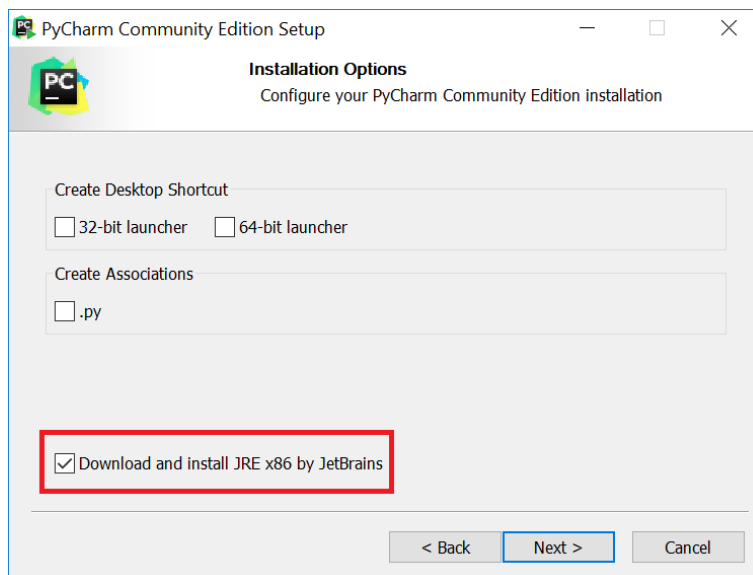 PyCharm Community Edition Setup
PC
Installation Options
Configure your PyCharm Community Edition installation
Create Desktop Shortcut
32-bit launcher 64-bit launcher
Create Associations
.py
Download and install JRE x86 by JetBrains
< Back Next > Cancel